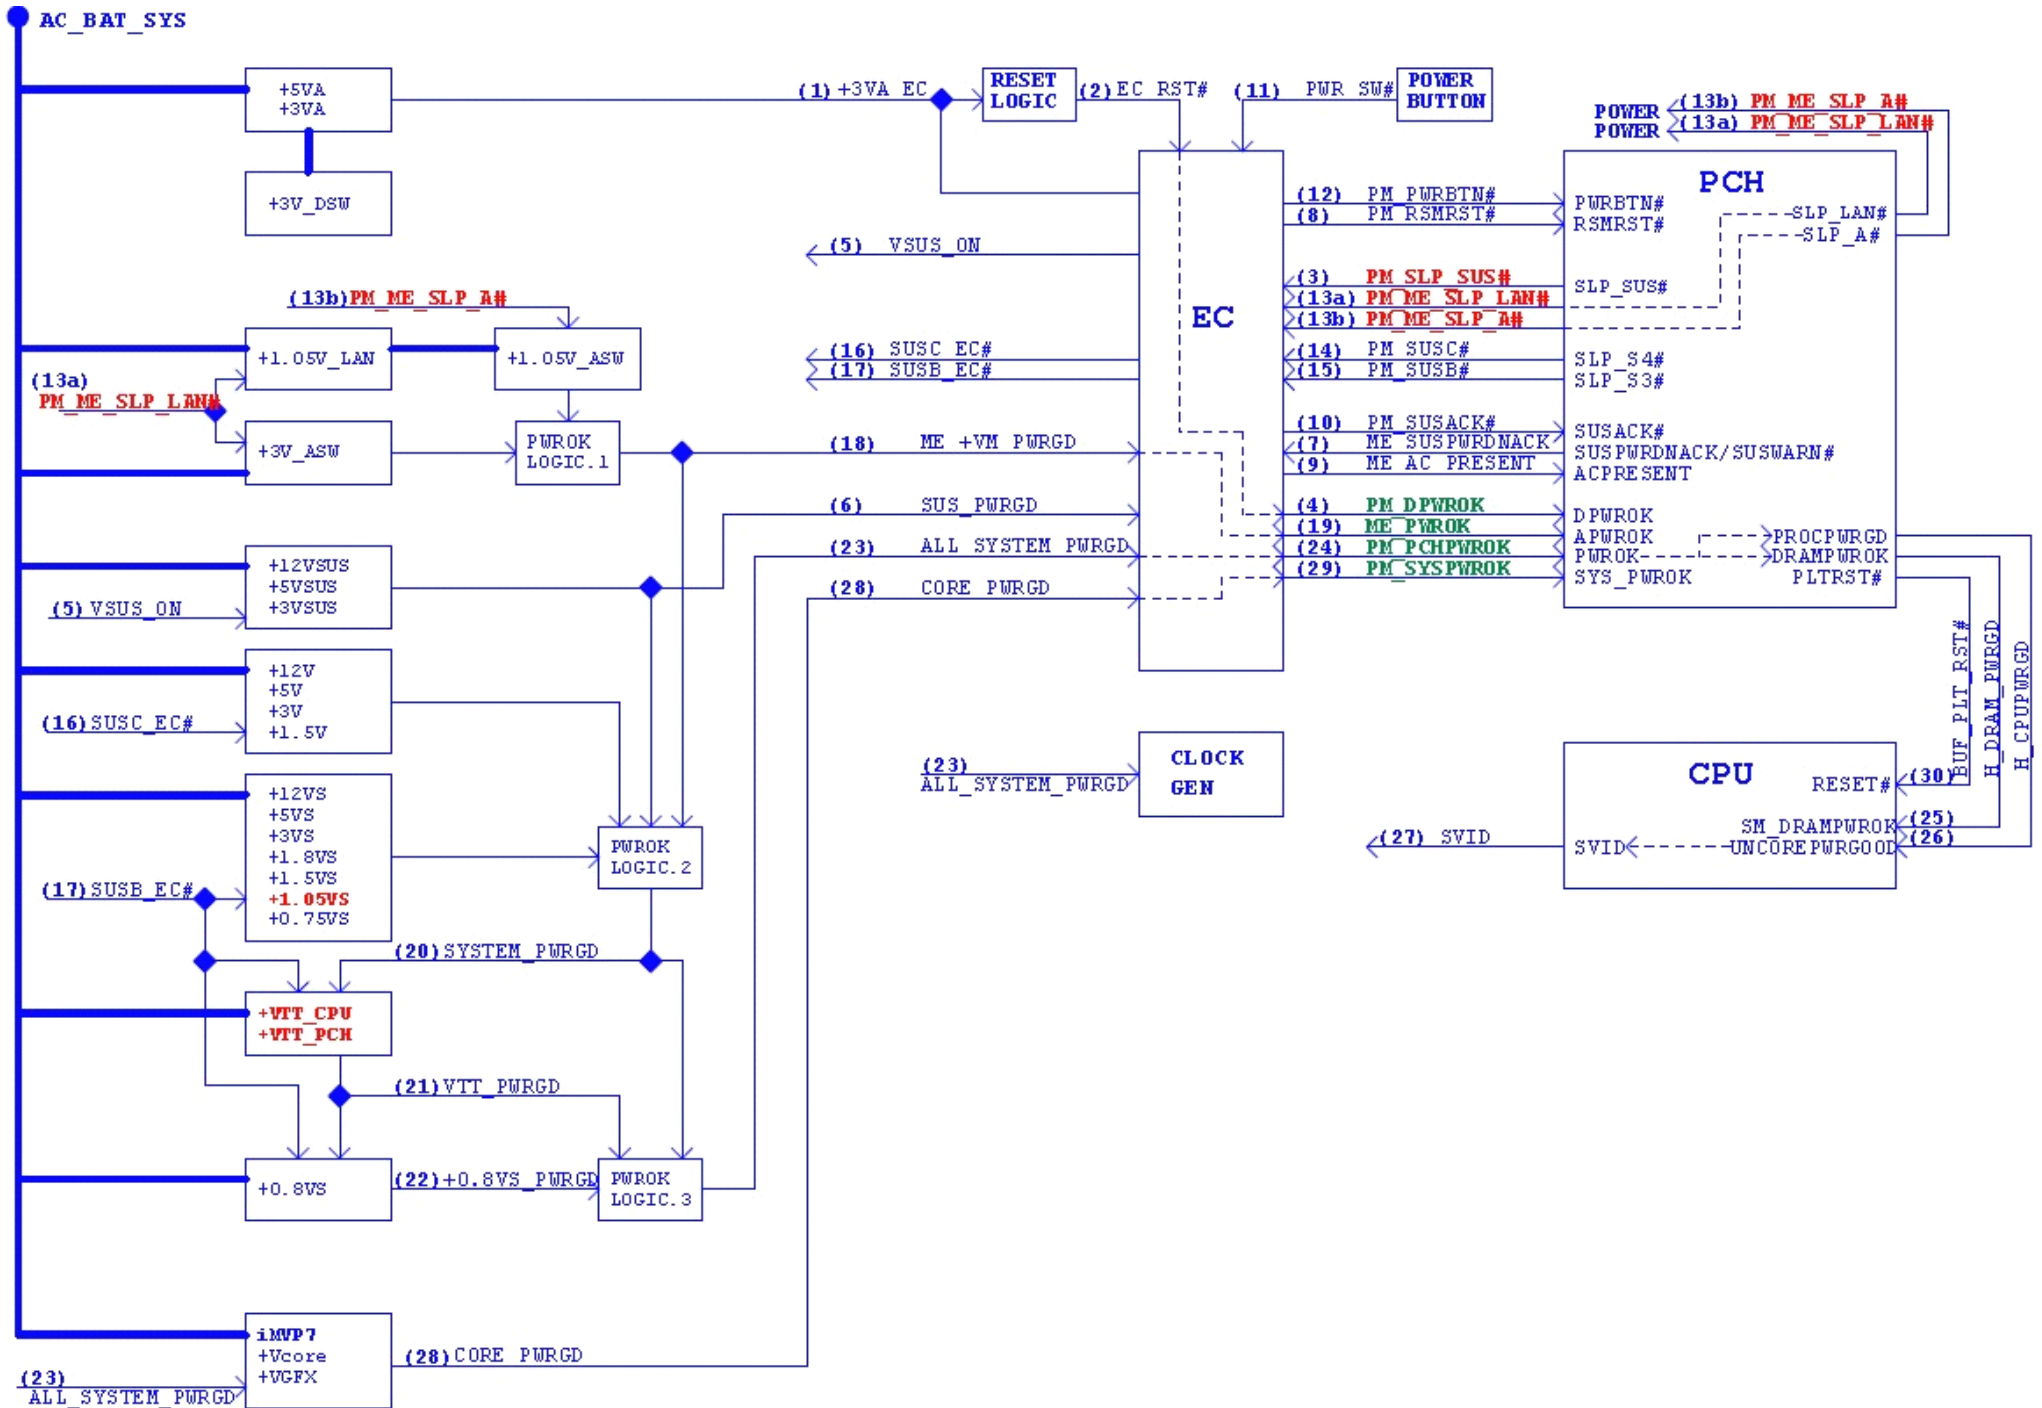 AC_BAT_SYS
+5VA
+3VA
(1) +3VA_EC
RESET
LOGIC
(2) EC_RST#
(11) PWR_SW#
POWER
BUTTON
POWER (13b) PM_ME_SLP_A#
POWER (13a) PM_ME_SLP_LAN#
+3V_DSW
EC
(12) PM_PWRBTN#
(8) PM_RSMRST#
PCH
PWRBTN#
RSMRST#
SLP_LAN#
SLP_A#
(5) VSUS_ON
(3) PM_SLP_SUS#
SLP_SUS#
(13a) PM_ME_SLP_LAN#
(13b) PM_ME_SLP_A#
(13b) PM_ME_SLP_A#
+1.05V_LAN
+1.05V_ASW
(16) SUSC_EC#
(17) SUSB_EC#
(14) PM_SUSC#
(15) PM_SUSB#
SLP_S4#
SLP_S3#
(13a)
PM_ME_SLP_LAN#
+3V_ASW
PWROK
LOGIC.1
(18) ME_+VM_PWRGD
(10) PM_SUSACK#
(7) ME_SUSPWRDNACK
(9) ME_AC_PRESENT
SUSACK#
SUSPWRDNACK/SUSWARN#
ACPRESENT
(6) SUS_PWRGD
(23) ALL_SYSTEM_PWRGD
(28) CORE_PWRGD
(4) PM_DPWROK
(19) ME_PWROK
(24) PM_PCHPWROK
(29) PM_SYSPWROK
DPWROK
APWROK
PWROK
SYS_PWROK
PROCPWRGD
DRAMPWROK
PLTRST#
+12VSUS
+5VSUS
+3VSUS
(5) VSUS_ON
BUF_PLT_RST#
H_DRAM_PWRGD
H_CPUPWRGD
+12V
+5V
+3V
+1.5V
(16) SUSC_EC#
(23)
ALL_SYSTEM_PWRGD
CLOCK
GEN
CPU
RESET#
(30)
SM_DRAMPWROK
(25)
UNCOREPWRGOOD
(26)
SVID
(27) SVID
+12VS
+5VS
+3VS
+1.8VS
+1.5VS
+1.05VS
+0.75VS
(17) SUSB_EC#
PWROK
LOGIC.2
(20) SYSTEM_PWRGD
+VTT_CPU
+VTT_PCH
(21) VTT_PWRGD
+0.8VS
(22) +0.8VS_PWRGD
PWROK
LOGIC.3
iMVP7
+Vcore
+VGFX
(28) CORE_PWRGD
(23)
ALL_SYSTEM_PWRGD